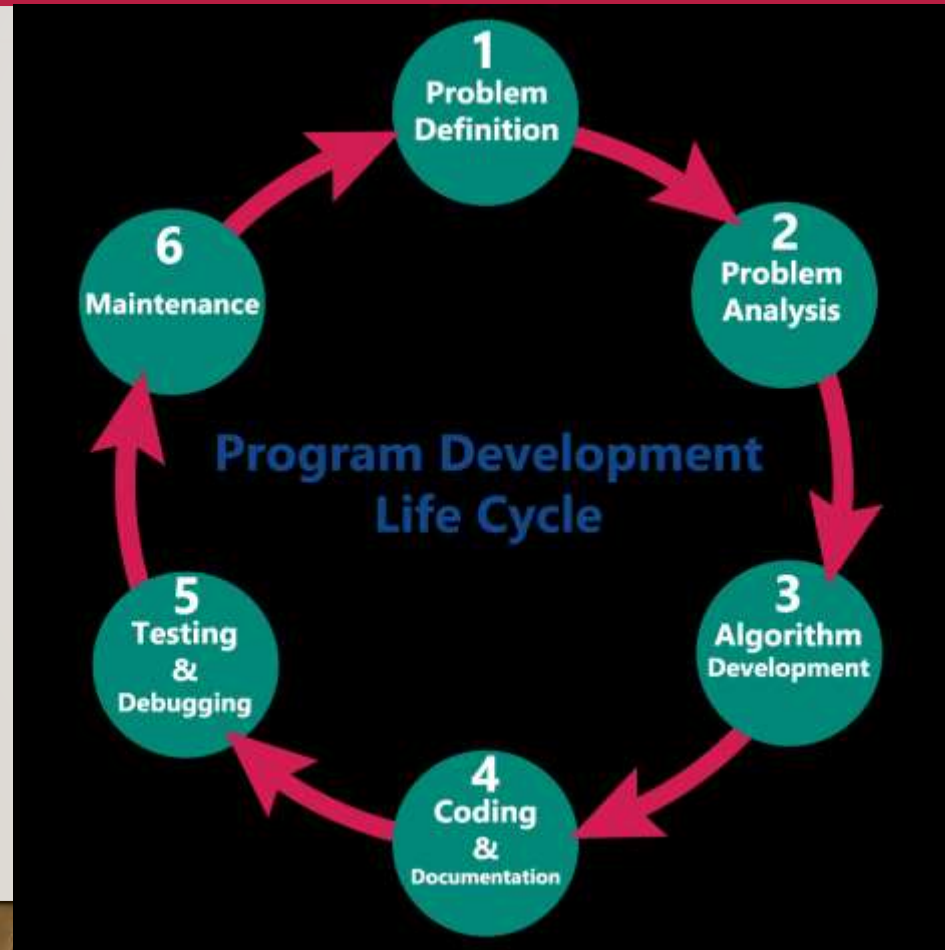 1
Problem
Definition
2
Problem
Analysis
3
Algorithm
Development
4
Coding
&
Documentation
5
Testing
&
Debugging
6
Maintenance
Program Development
Life Cycle